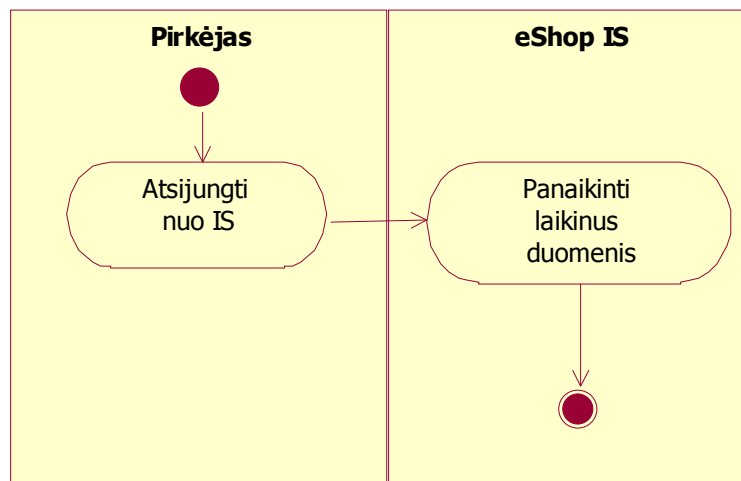 Pirkėjas
eShop IS
Atsijungti
nuo IS
Panaikinti
laikinus
duomenis